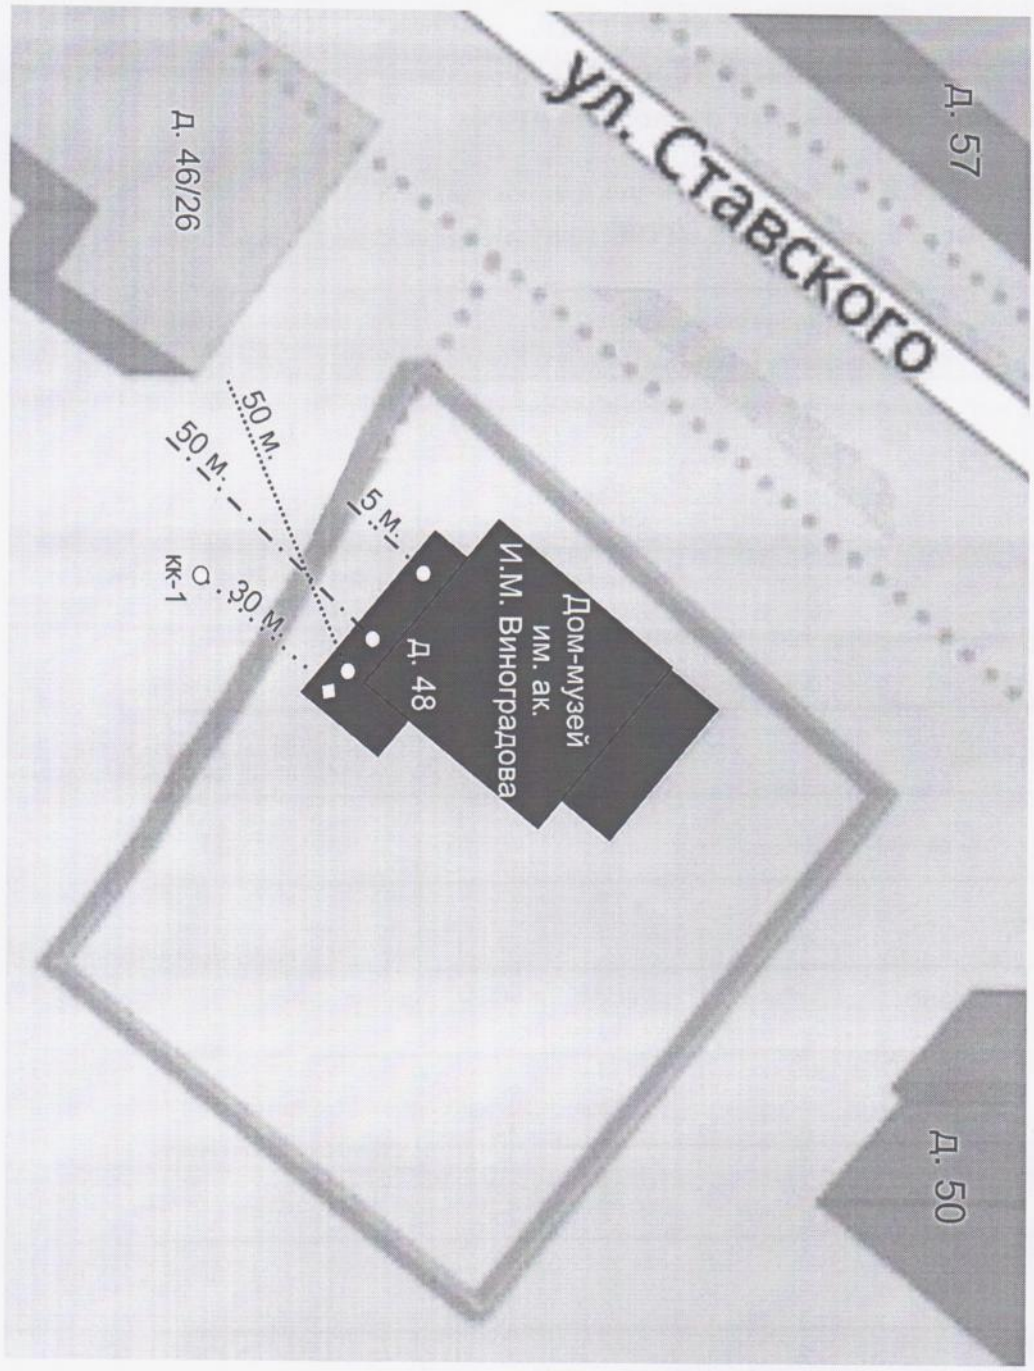 д. 57
ул. Ставского
д. 46/26
Дом-музей
им. ак.
И.М. Виноградова
д. 48
5 м.
50 м.
50 м.
30 м.
кк-1
д. 50